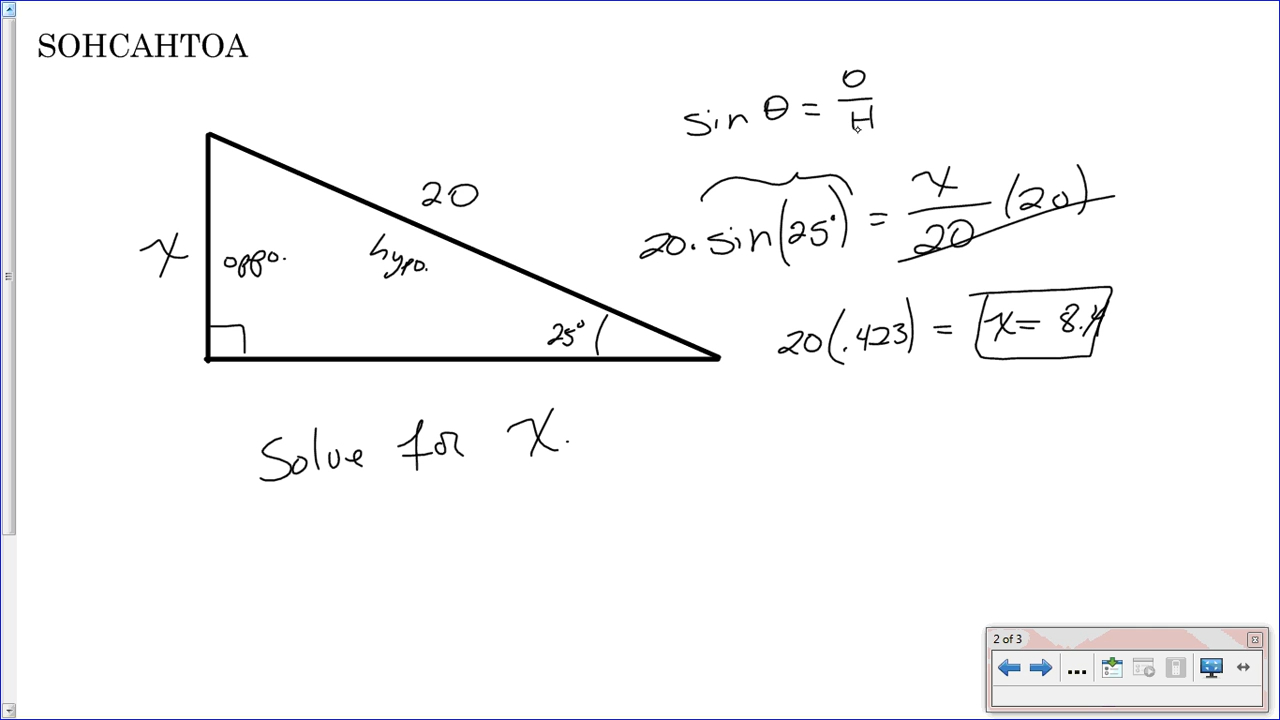 SOHCAHTOA
sin θ = O/H
20
x
oppo.
hypo.
25°
20·sin(25°) = x/20 (20)
20(.423) = x = 8.4
Solve for x.
2 of 3
...